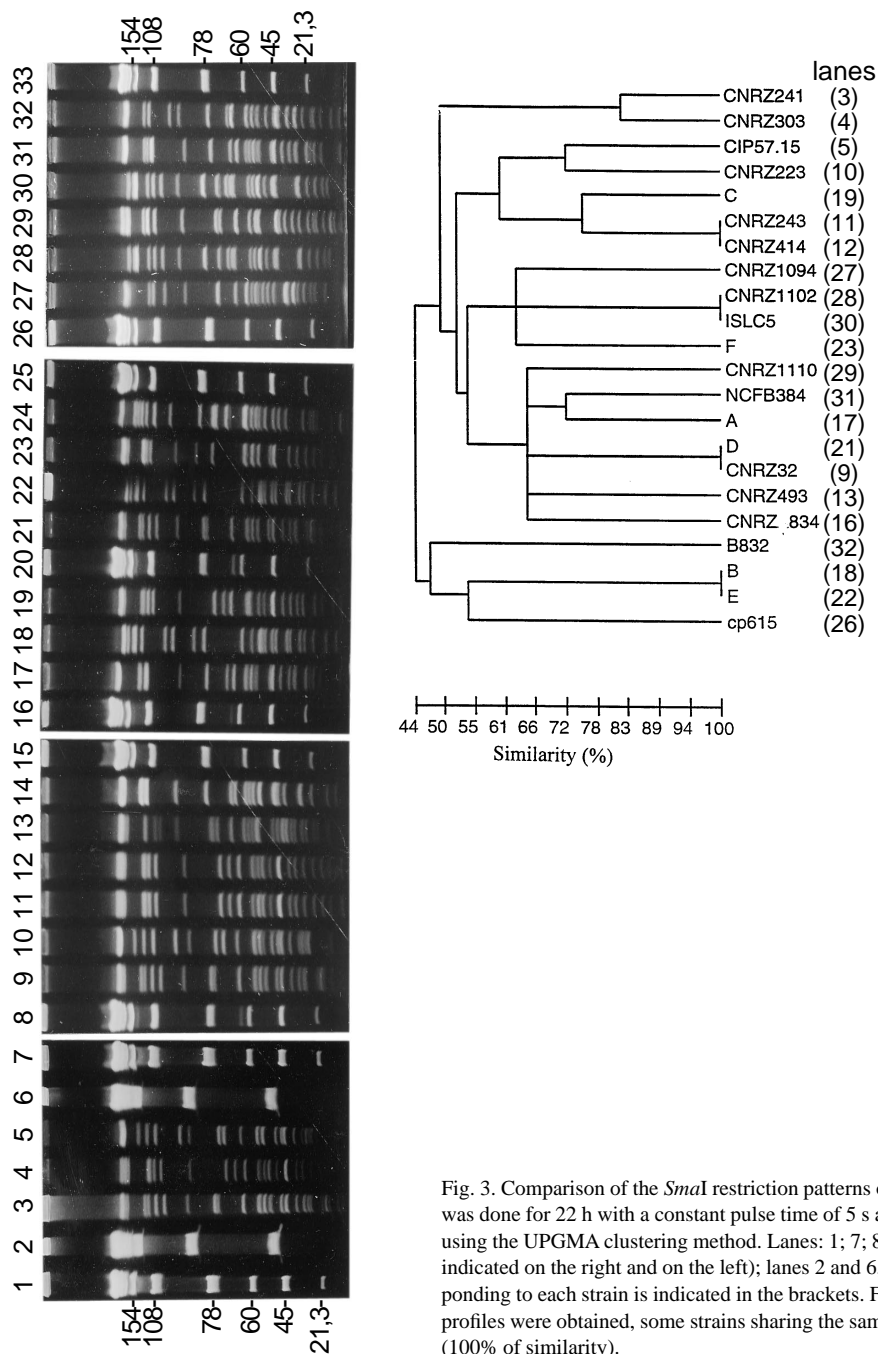 154
108
78
60
45
21,3
33
32
31
30
29
28
27
26
25
24
23
22
21
20
19
18
17
16
15
14
13
12
11
10
9
8
7
6
5
4
3
2
1
154
108
78
60
45
21,3
lanes
CNRZ241 (3)
CNRZ303 (4)
CIP57.15 (5)
CNRZ223 (10)
C (19)
CNRZ243 (11)
CNRZ414 (12)
CNRZ1094 (27)
CNRZ1102 (28)
ISLC5 (30)
F (23)
CNRZ1110 (29)
NCFB384 (31)
A (17)
D (21)
CNRZ32 (9)
CNRZ493 (13)
CNRZ .834 (16)
B832 (32)
B (18)
E (22)
cp615 (26)
44 50 55 61 66 72 78 83 89 94 100
Similarity (%)
Fig. 3. Comparison of the SmaI restriction patterns
was done for 22 h with a constant pulse time of 5 s
using the UPGMA clustering method. Lanes: 1; 7; 8
indicated on the right and on the left); lanes 2 and 6
ponding to each strain is indicated in the brackets.
profiles were obtained, some strains sharing the
(100% of similarity).